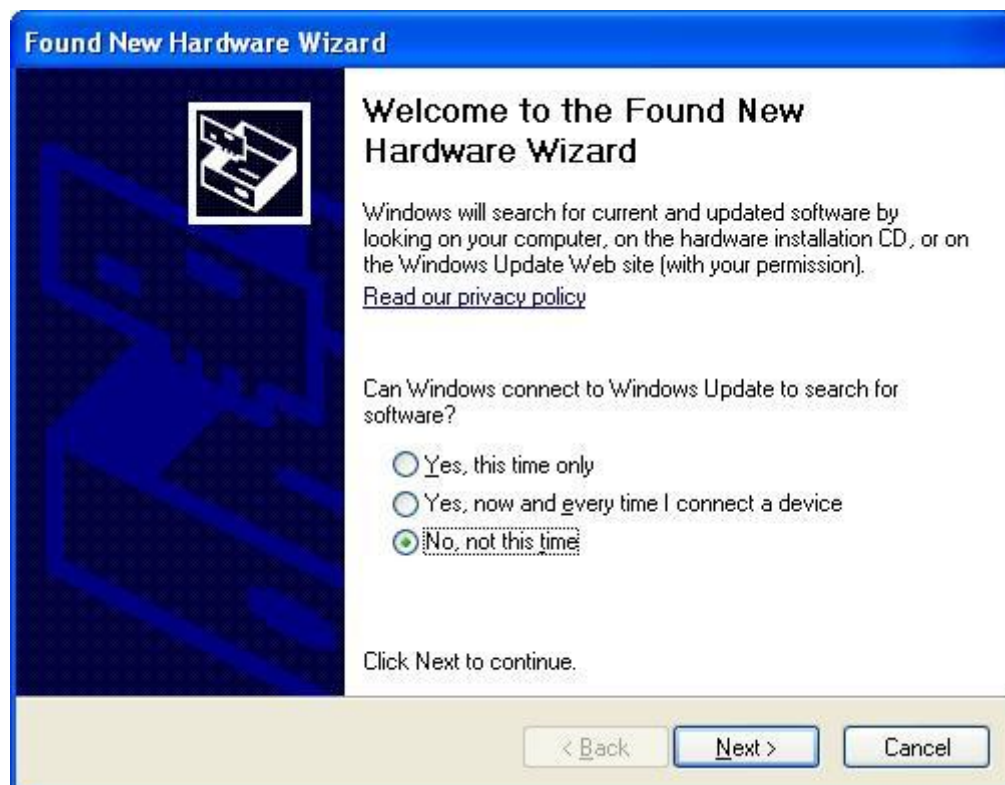 Found New Hardware Wizard
Welcome to the Found New
Hardware Wizard
Windows will search for current and updated software by
looking on your computer, on the hardware installation CD, or on
the Windows Update Web site (with your permission).
Read our privacy policy
Can Windows connect to Windows Update to search for
software?
Yes, this time only
Yes, now and every time I connect a device
No, not this time
Click Next to continue.
< Back
Next >
Cancel